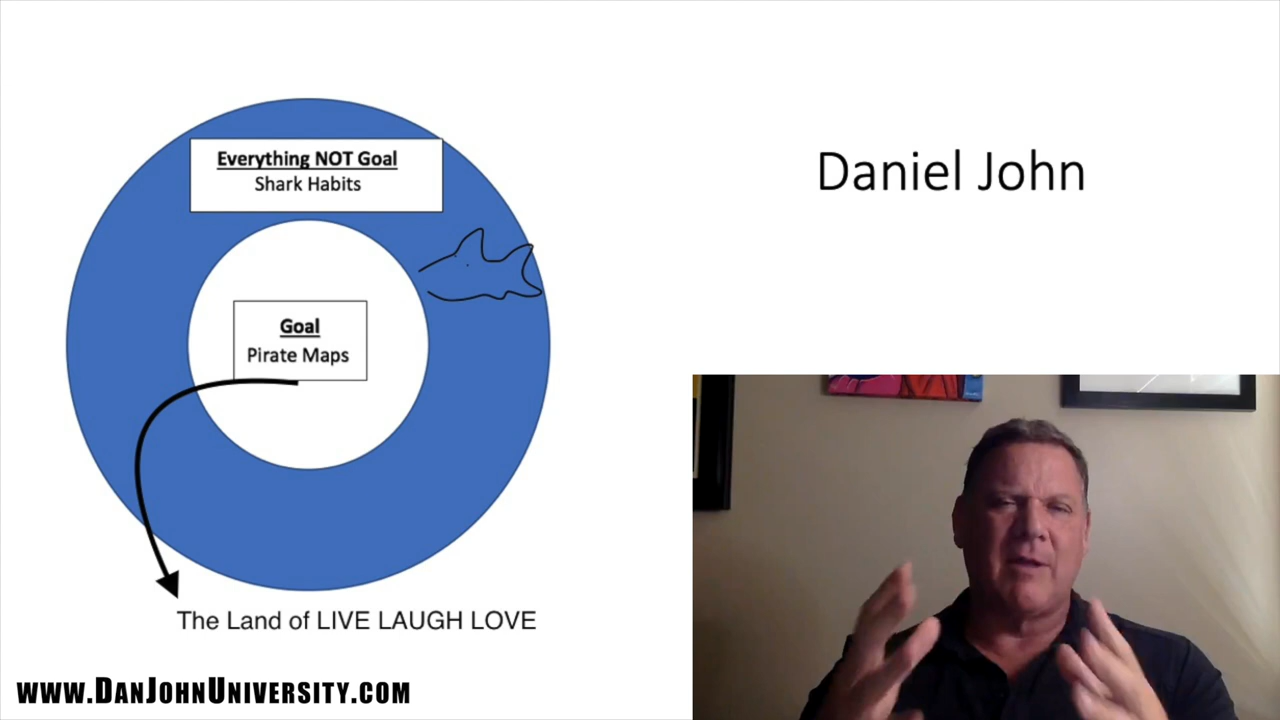 Everything NOT Goal
Shark Habits
Daniel John
Goal
Pirate Maps
The Land of LIVE LAUGH LOVE
www.DanJohnUniversity.com